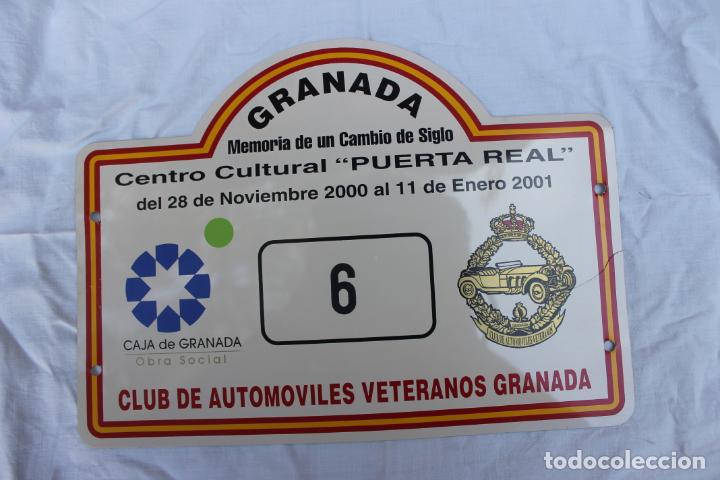 GRANADA
Memoria de un Cambio de Siglo
Centro Cultural "PUERTA REAL"
del 28 de Noviembre 2000 al 11 de Enero 2001
6
CAJA de GRANADA
Obra Social
CLUB DE AUTOMOVILES VETERANOS GRANADA
todocoleccion